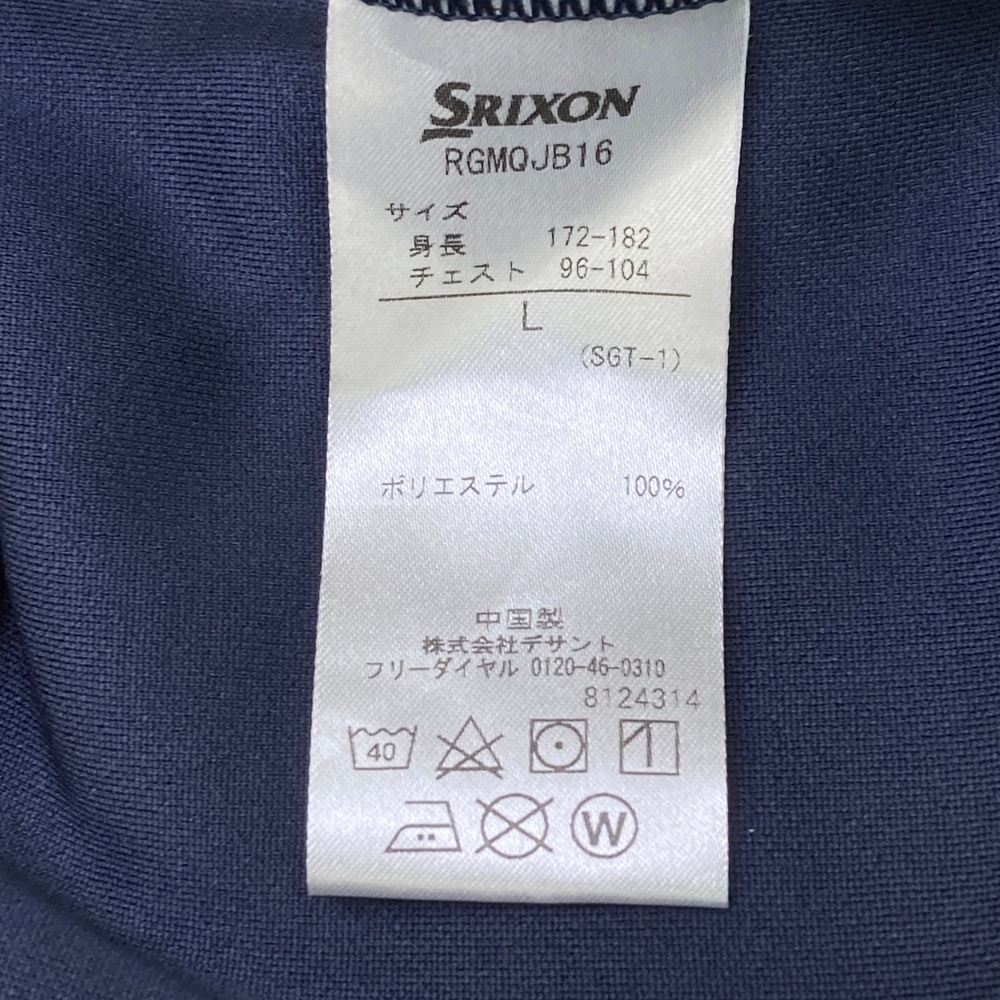 SRIXON
RGMQJB16
サイズ
身長 172-182
チェスト 96-104
L
(SGT-1)
ポリエステル 100%
中国製
株式会社デサント
フリーダイヤル 0120-46-0310
8124314
40
W